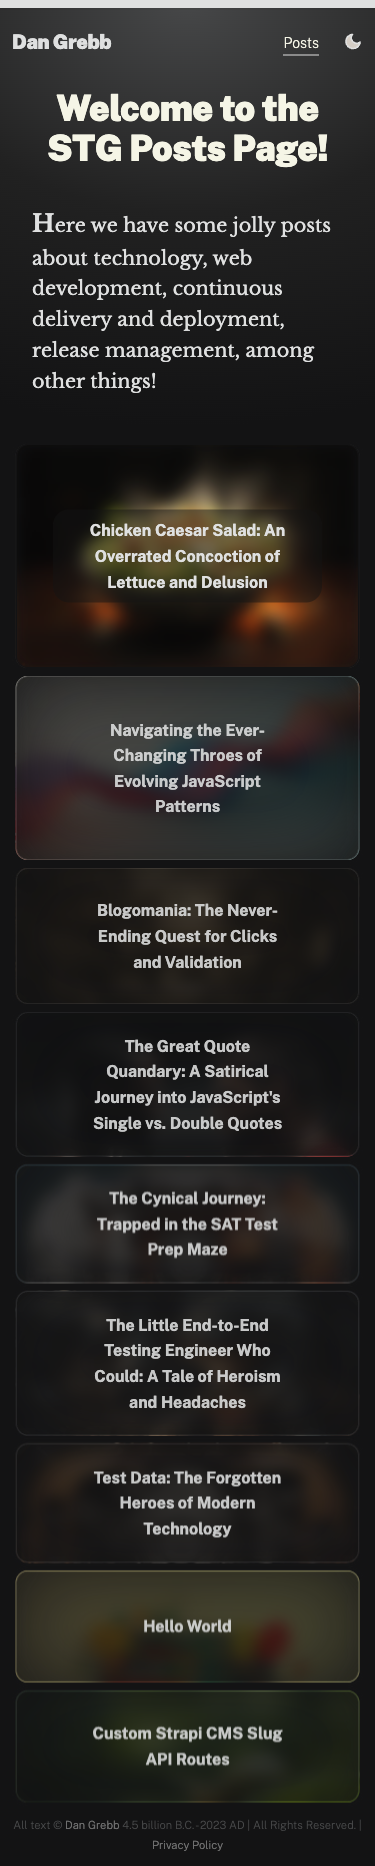 Dan Grebb
Posts
Welcome to the
STG Posts Page!
Here we have some jolly posts
about technology, web
development, continuous
delivery and deployment,
release management, among
other things!
Chicken Caesar Salad: An
Overrated Concoction of
Lettuce and Delusion
Navigating the Ever-
Changing Throes of
Evolving JavaScript
Patterns
Blogomania: The Never-
Ending Quest for Clicks
and Validation
The Great Quote
Quandary: A Satirical
Journey into JavaScript's
Single vs. Double Quotes
The Cynical Journey:
Trapped in the SAT Test
Prep Maze
The Little End-to-End
Testing Engineer Who
Could: A Tale of Heroism
and Headaches
Test Data: The Forgotten
Heroes of Modern
Technology
Hello World
Custom Strapi CMS Slug
API Routes
All text © Dan Grebb 4.5 billion B.C. - 2023 AD | All Rights Reserved. |
Privacy Policy